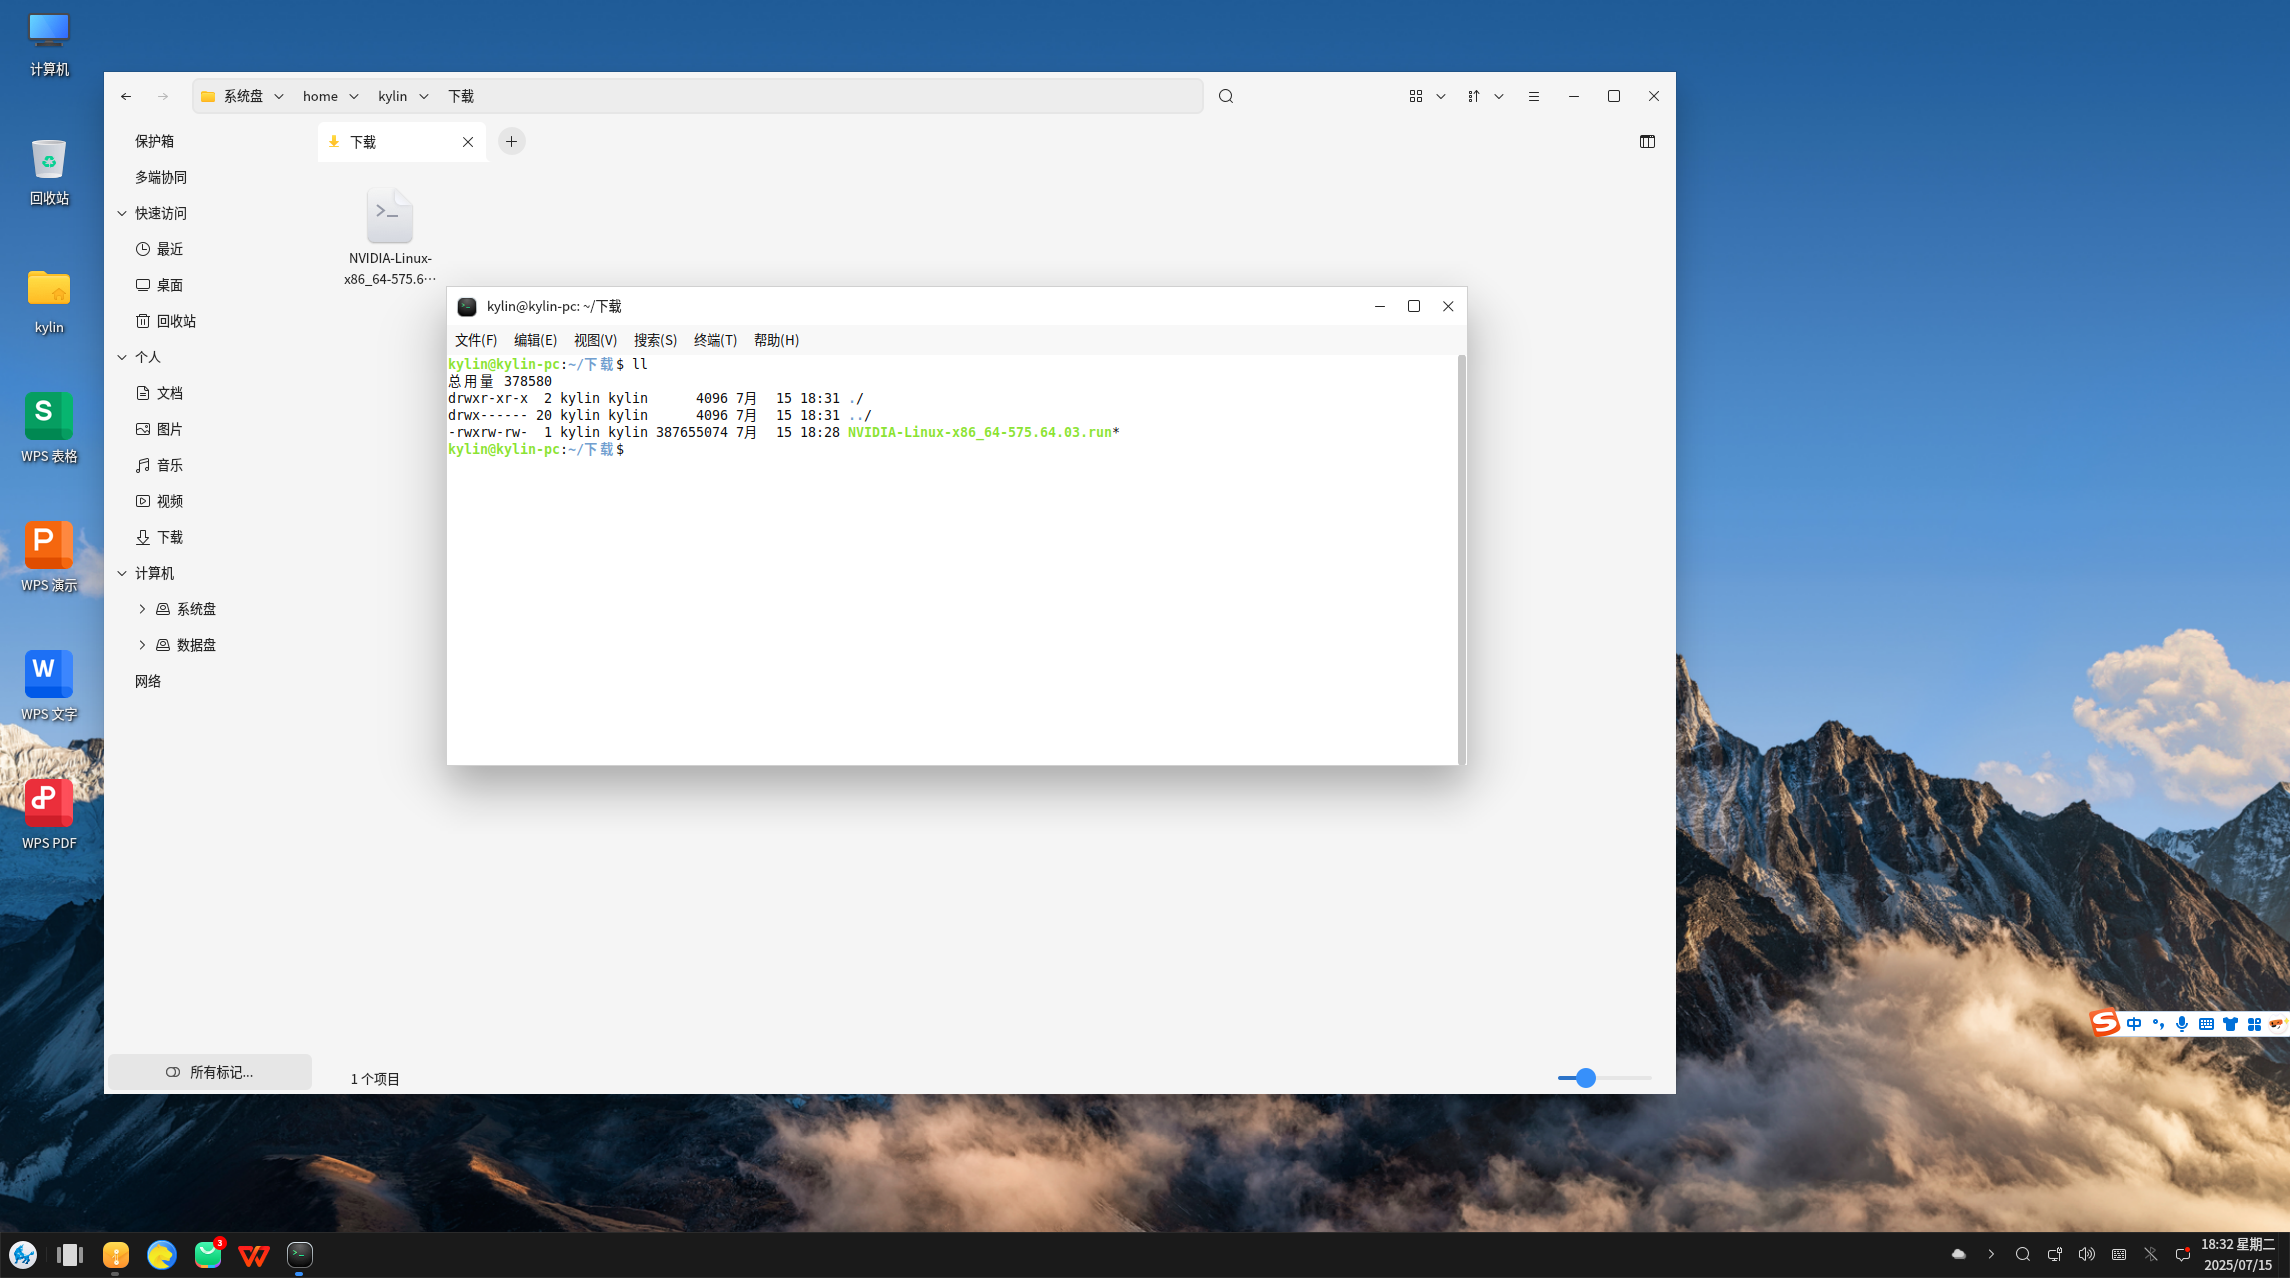 计算机
回收站
kylin
WPS 表格
WPS 演示
WPS 文字
WPS PDF
系统盘 home kylin 下载
保护箱
多端协同
快速访问
最近
桌面
回收站
个人
文档
图片
音乐
视频
下载
计算机
系统盘
数据盘
网络
所有标记...
下载
NVIDIA-Linux-
x86_64-575.6···
1 个项目
kylin@kylin-pc: ~/下载
文件(F) 编辑(E) 视图(V) 搜索(S) 终端(T) 帮助(H)
kylin@kylin-pc:~/下载$ ll
总用量 378580
drwxr-xr-x  2 kylin kylin      4096 7月  15 18:31 ./
drwx------ 20 kylin kylin      4096 7月  15 18:31 ../
-rwxrw-rw-  1 kylin kylin 387655074 7月  15 18:28 NVIDIA-Linux-x86_64-575.64.03.run*
kylin@kylin-pc:~/下载$
S 中
3
18:32 星期二
2025/07/15